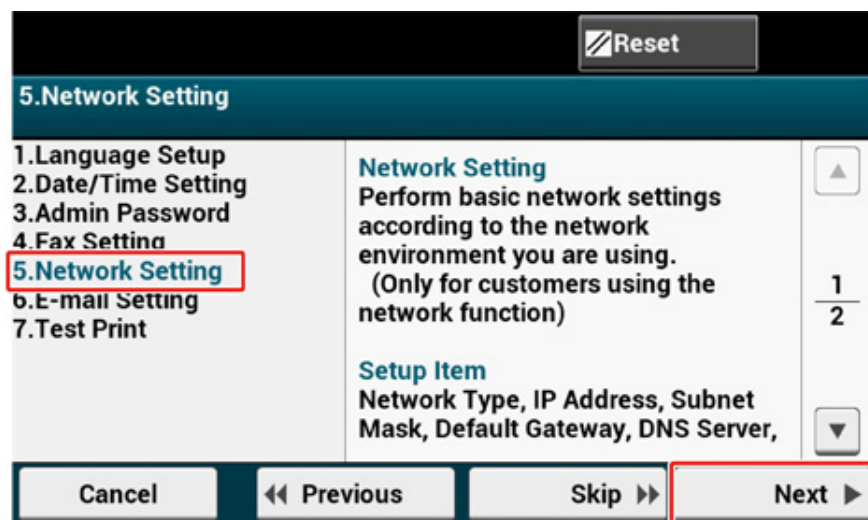 Reset
5.Network Setting
1.Language Setup
2.Date/Time Setting
3.Admin Password
4.Fax Setting
5.Network Setting
6.E-mail Setting
7.Test Print
Network Setting
Perform basic network settings
according to the network
environment you are using.
(Only for customers using the
network function)
Setup Item
Network Type, IP Address, Subnet
Mask, Default Gateway, DNS Server,
1
2
Cancel
Previous
Skip
Next